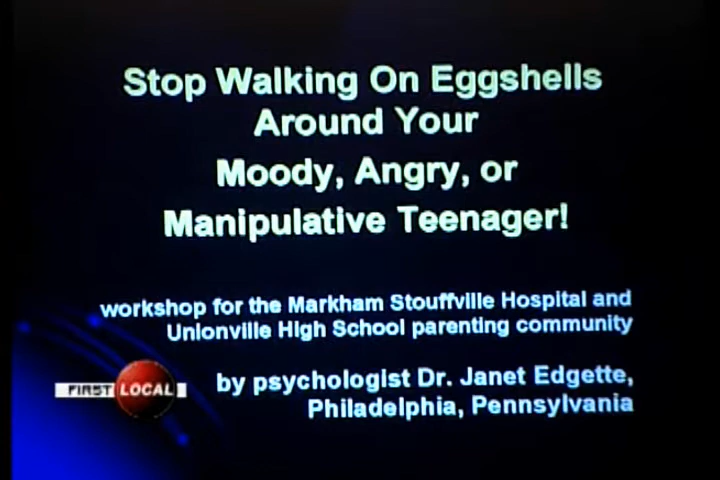 Stop Walking On Eggshells
Around Your
Moody, Angry, or
Manipulative Teenager!
workshop for the Markham Stouffville Hospital and
Unionville High School parenting community
by psychologist Dr. Janet Edgette,
Philadelphia, Pennsylvania
FIRST LOCAL